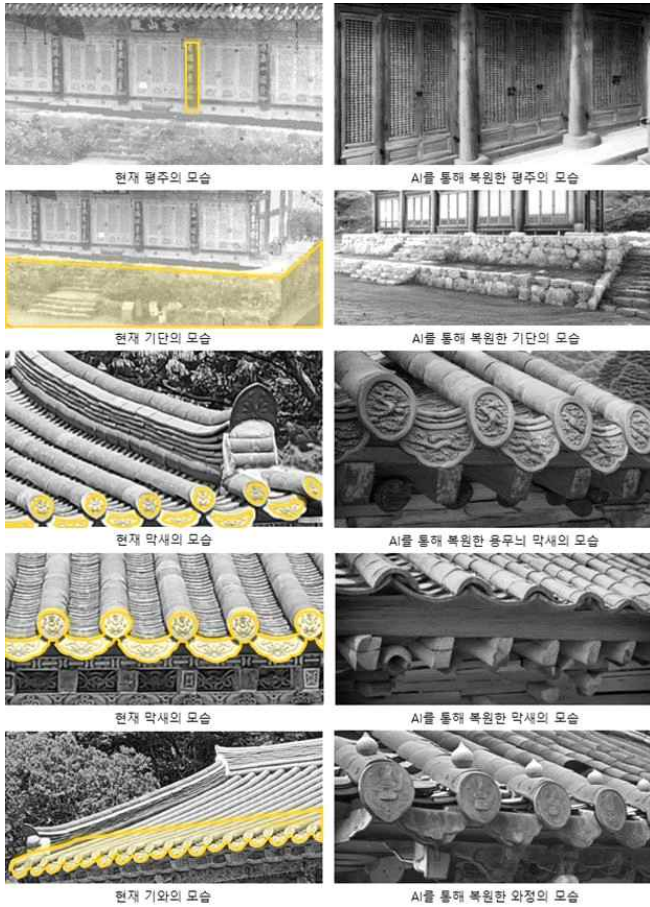 현재 평주의 모습
AI를 통해 복원한 평주의 모습
현재 기단의 모습
AI를 통해 복원한 기단의 모습
현재 막새의 모습
AI를 통해 복원한 용무늬 막새의 모습
현재 막새의 모습
AI를 통해 복원한 막새의 모습
현재 기와의 모습
AI를 통해 복원한 와정의 모습